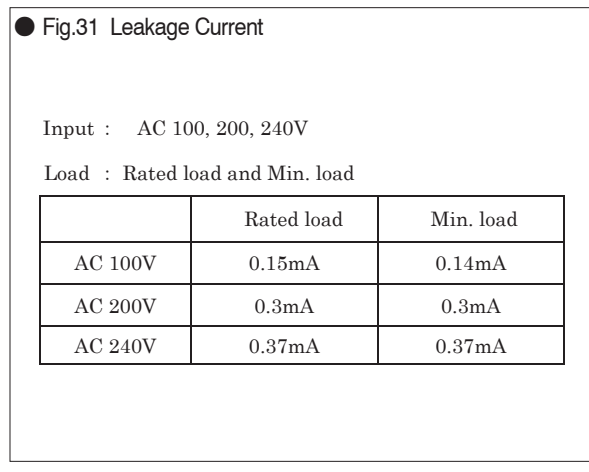 ● Fig.31 Leakage Current
Input : AC 100, 200, 240V
Load : Rated load and Min. load
Rated load Min. load
AC 100V 0.15mA 0.14mA
AC 200V 0.3mA 0.3mA
AC 240V 0.37mA 0.37mA